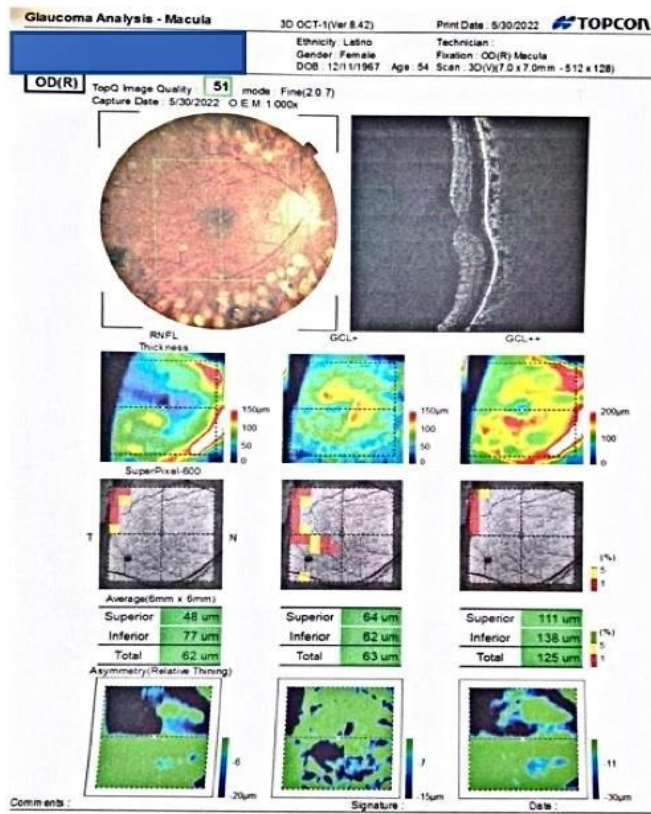 Glaucoma Analysis - Macula 3D OCT-1(Ver 8.42) Print Date : 5/30/2022 TOPCON
Ethnicity : Latino Technician :
Gender : Female Fixation : OD(R) Macula
DOB : 12/11/1967 Age : 54 Scan : 3D(V)(7.0 x 7.0mm - 512 x 128)
OD(R) TopQ Image Quality : 51 mode : Fine(2.0.7)
Capture Date : 5/30/2022 O E M 1.000x
RNFL GCL+ GCL++
Thickness
150μm 150μm 200μm
100 100 100
50 50
0 0 0
SuperPixel-600
T N
(%)
5
1
Average(6mm x 6mm)
Superior 48 um Superior 64 um Superior 111 um
Inferior 77 um Inferior 62 um Inferior 138 um
Total 62 um Total 63 um Total 125 um
(%)
5
1
Asymmetry(Relative Thining)
-6 -7 -11
-20μm -15μm -30μm
Comments : Signature : Date :